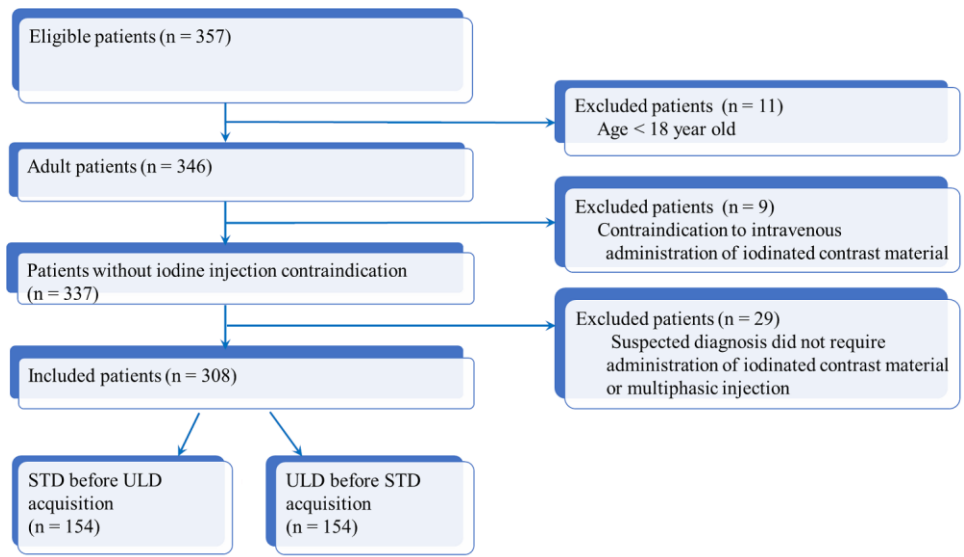 Eligible patients (n = 357)
Excluded patients (n = 11)
Age < 18 year old
Adult patients (n = 346)
Excluded patients (n = 9)
Contraindication to intravenous
administration of iodinated contrast material
Patients without iodine injection contraindication
(n = 337)
Excluded patients (n = 29)
Suspected diagnosis did not require
administration of iodinated contrast material
or multiphasic injection
Included patients (n = 308)
STD before ULD
acquisition
(n = 154)
ULD before STD
acquisition
(n = 154)